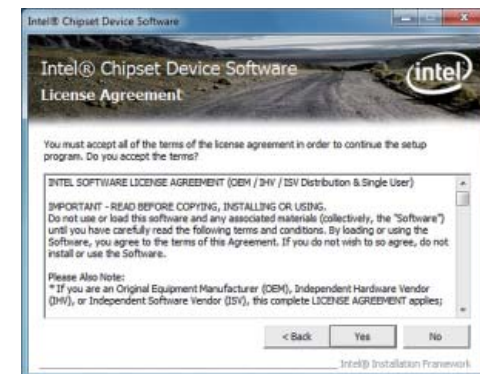 Intel® Chipset Device Software
Intel® Chipset Device Software
intel
License Agreement
You must accept all of the terms of the license agreement in order to continue the setup
program. Do you accept the terms?
INTEL SOFTWARE LICENSE AGREEMENT (OEM / IHV / ISV Distribution & Single User)
IMPORTANT - READ BEFORE COPYING, INSTALLING OR USING.
Do not use or load this software and any associated materials (collectively, the "Software")
until you have carefully read the following terms and conditions. By loading or using the
Software, you agree to the terms of this Agreement. If you do not wish to so agree, do not
install or use the Software.
Please Also Note:
* If you are an Original Equipment Manufacturer (OEM), Independent Hardware Vendor
(IHV), or Independent Software Vendor (ISV), this complete LICENSE AGREEMENT applies;
< Back Yes No
Intel® Installation Framework